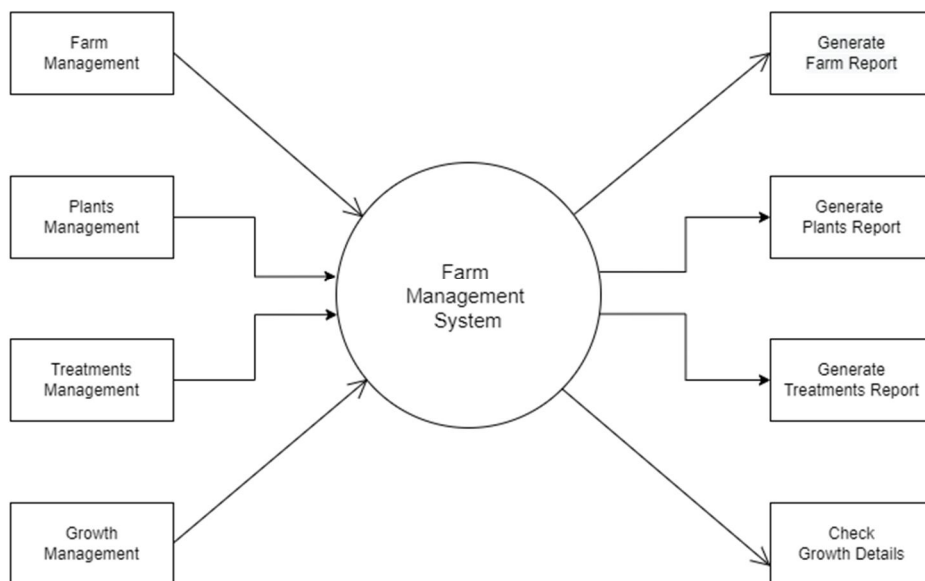 Farm
Management
Generate
Farm Report
Plants
Management
Generate
Plants Report
Farm
Management
System
Treatments
Management
Generate
Treatments Report
Growth
Management
Check
Growth Details